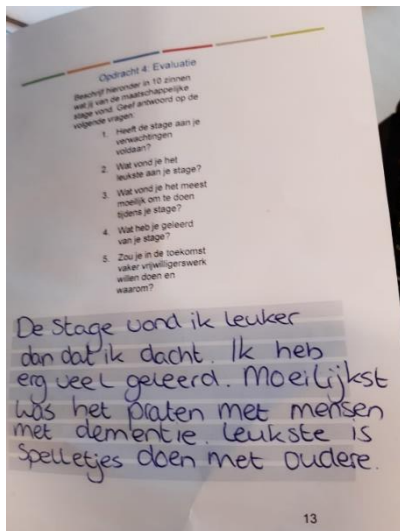 Opdracht 4: Evaluatie
Beschrijf hieronder in 10 zinnen
wat jij van de maatschappelijke
stage vond. Geef antwoord op de
volgende vragen:
1. Heeft de stage aan je
verwachtingen
voldaan?
2. Wat vond je het
leukste aan je stage?
3. Wat vond je het meest
moeilijk om te doen
tijdens je stage?
4. Wat heb je geleerd
van je stage?
5. Zou je in de toekomst
vaker vrijwilligerswerk
willen doen en
waarom?
De stage vond ik leuker
dan dat ik dacht. Ik heb
erg veel geleerd. Moeilijkst
was het praten met mensen
met dementie. leukste is
spelletjes doen met oudere.
13